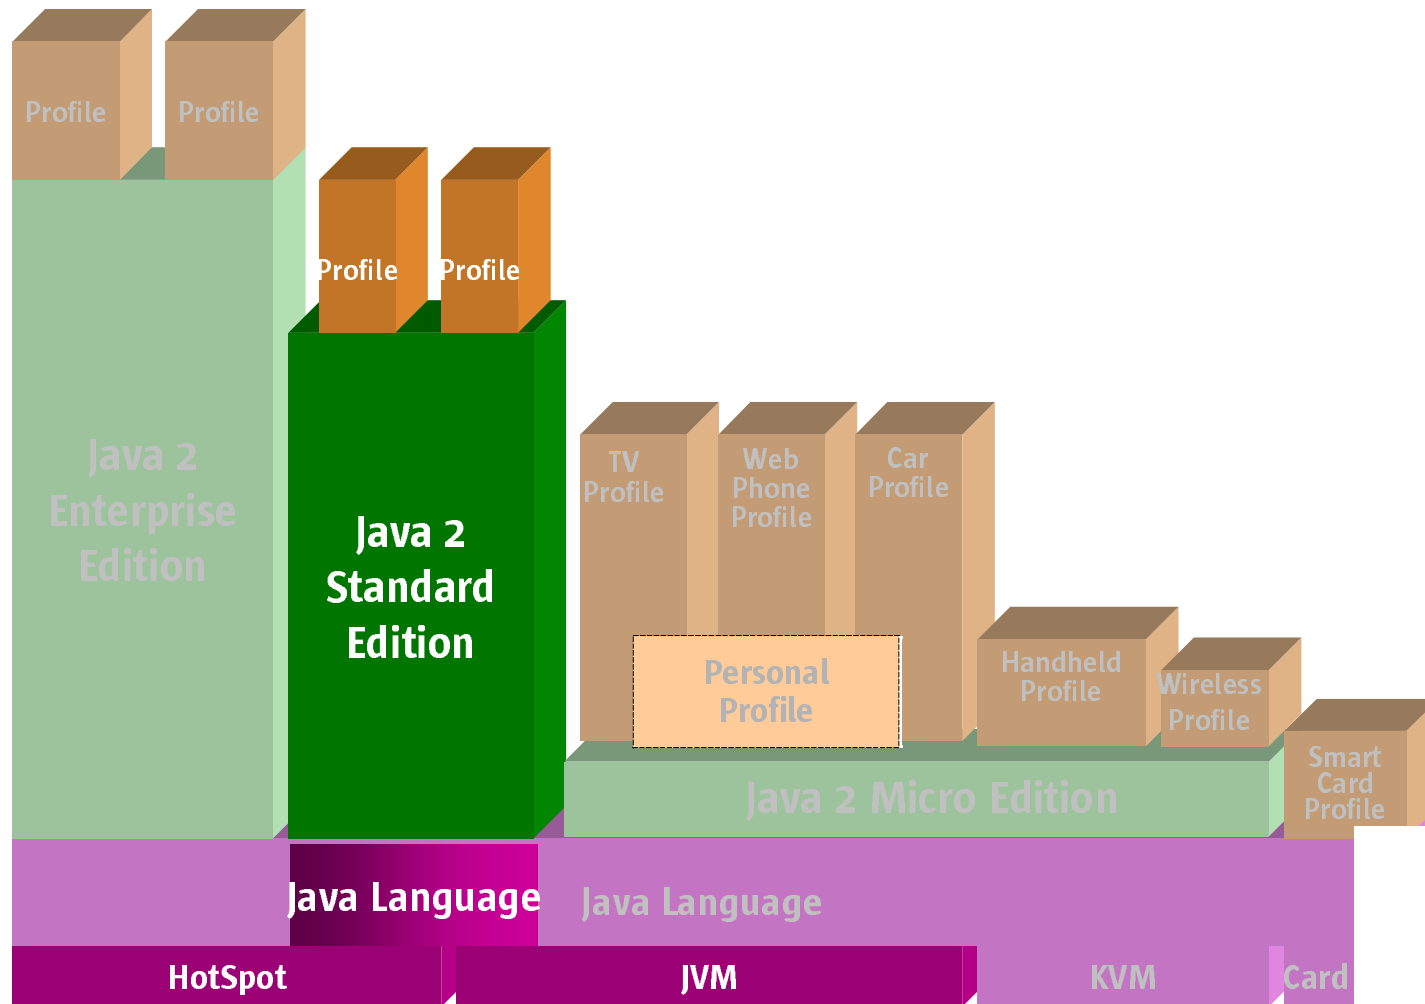 Profile
Profile
Profile
Profile
Java 2
Enterprise
Edition
Java 2
Standard
Edition
TV
Profile
Web
Phone
Profile
Car
Profile
Personal
Profile
Handheld
Profile
Wireless
Profile
Smart
Card
Profile
Java 2 Micro Edition
Java Language
Java Language
HotSpot
JVM
KVM
Card